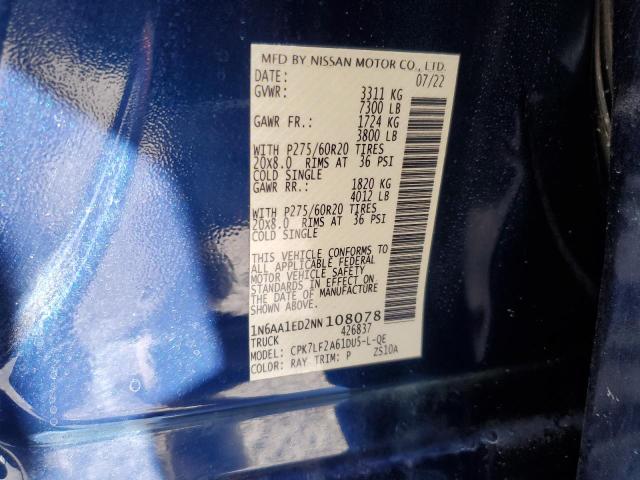 MFD BY NISSAN MOTOR CO., LTD.
DATE: 07/22
GVWR: 3311 KG
7300 LB
GAWR FR.: 1724 KG
3800 LB
WITH P275/60R20 TIRES
20X8.0 RIMS AT 36 PSI
COLD SINGLE
GAWR RR.: 1820 KG
4012 LB
WITH P275/60R20 TIRES
20X8.0 RIMS AT 36 PSI
COLD SINGLE
THIS VEHICLE CONFORMS TO
ALL APPLICABLE FEDERAL
MOTOR VEHICLE SAFETY
STANDARDS IN EFFECT ON
THE DATE OF MANUFACTURE
SHOWN ABOVE.
1N6AA1ED2NN108078
TRUCK 426837
MODEL: CPK7LF2A61DU5-L-QE
COLOR: RAY TRIM: P ZS10A